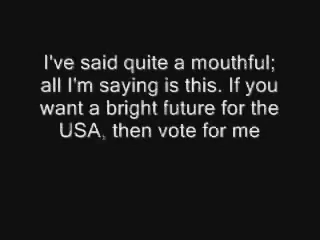 I've said quite a mouthful;
all I'm saying is this. If you
want a bright future for the
USA, then vote for me